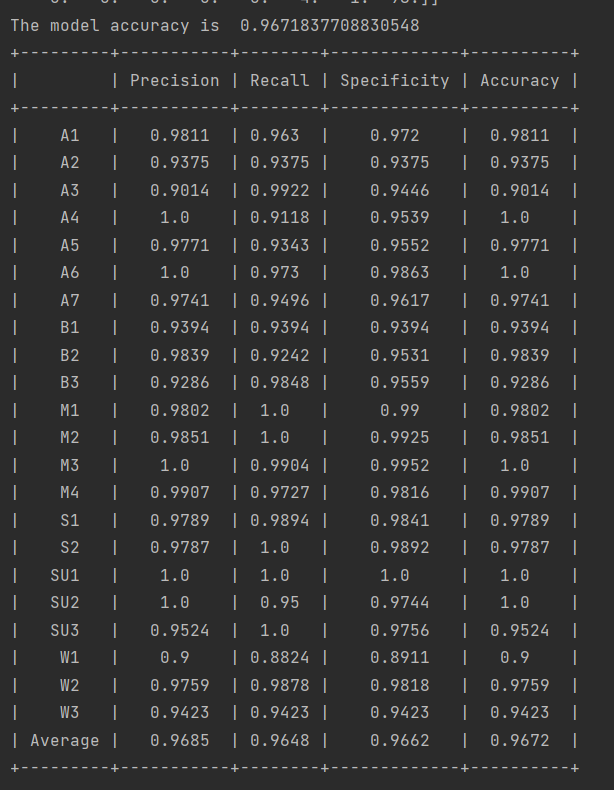 The model accuracy is  0.9671837708830548
+---------+-----------+--------+-------------+----------+
|         | Precision | Recall | Specificity | Accuracy |
+---------+-----------+--------+-------------+----------+
|    A1   |   0.9811  | 0.963  |    0.972    |  0.9811  |
|    A2   |   0.9375  | 0.9375 |    0.9375   |  0.9375  |
|    A3   |   0.9014  | 0.9922 |    0.9446   |  0.9014  |
|    A4   |    1.0    | 0.9118 |    0.9539   |   1.0    |
|    A5   |   0.9771  | 0.9343 |    0.9552   |  0.9771  |
|    A6   |    1.0    | 0.973  |    0.9863   |   1.0    |
|    A7   |   0.9741  | 0.9496 |    0.9617   |  0.9741  |
|    B1   |   0.9394  | 0.9394 |    0.9394   |  0.9394  |
|    B2   |   0.9839  | 0.9242 |    0.9531   |  0.9839  |
|    B3   |   0.9286  | 0.9848 |    0.9559   |  0.9286  |
|    M1   |   0.9802  |  1.0   |     0.99    |  0.9802  |
|    M2   |   0.9851  |  1.0   |    0.9925   |  0.9851  |
|    M3   |    1.0    | 0.9904 |    0.9952   |   1.0    |
|    M4   |   0.9907  | 0.9727 |    0.9816   |  0.9907  |
|    S1   |   0.9789  | 0.9894 |    0.9841   |  0.9789  |
|    S2   |   0.9787  |  1.0   |    0.9892   |  0.9787  |
|   SU1   |    1.0    |  1.0   |     1.0     |   1.0    |
|   SU2   |    1.0    |  0.95  |    0.9744   |   1.0    |
|   SU3   |   0.9524  |  1.0   |    0.9756   |  0.9524  |
|    W1   |    0.9    | 0.8824 |    0.8911   |   0.9    |
|    W2   |   0.9759  | 0.9878 |    0.9818   |  0.9759  |
|    W3   |   0.9423  | 0.9423 |    0.9423   |  0.9423  |
| Average |   0.9685  | 0.9648 |    0.9662   |  0.9672  |
+---------+-----------+--------+-------------+----------+